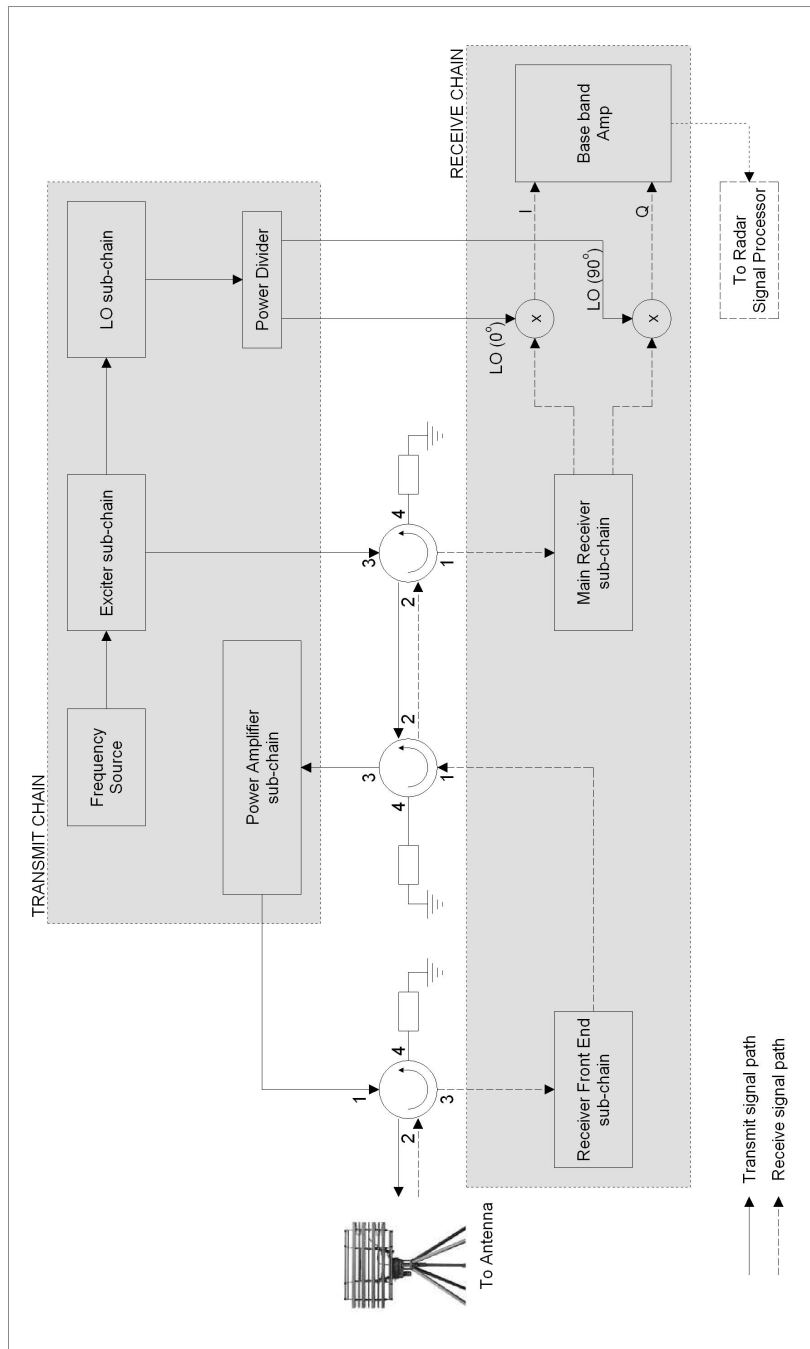 TRANSMIT CHAIN
Frequency
Source
Exciter sub-chain
LO sub-chain
Power Amplifier
sub-chain
Power Divider
To Antenna
1
2
3
4
4
3
2
1
2
3
4
1
LO (0°)
LO (90°)
RECEIVE CHAIN
Receiver Front End
sub-chain
Main Receiver
sub-chain
X
X
I
Q
Base band
Amp
To Radar
Signal Processor
Transmit signal path
Receive signal path